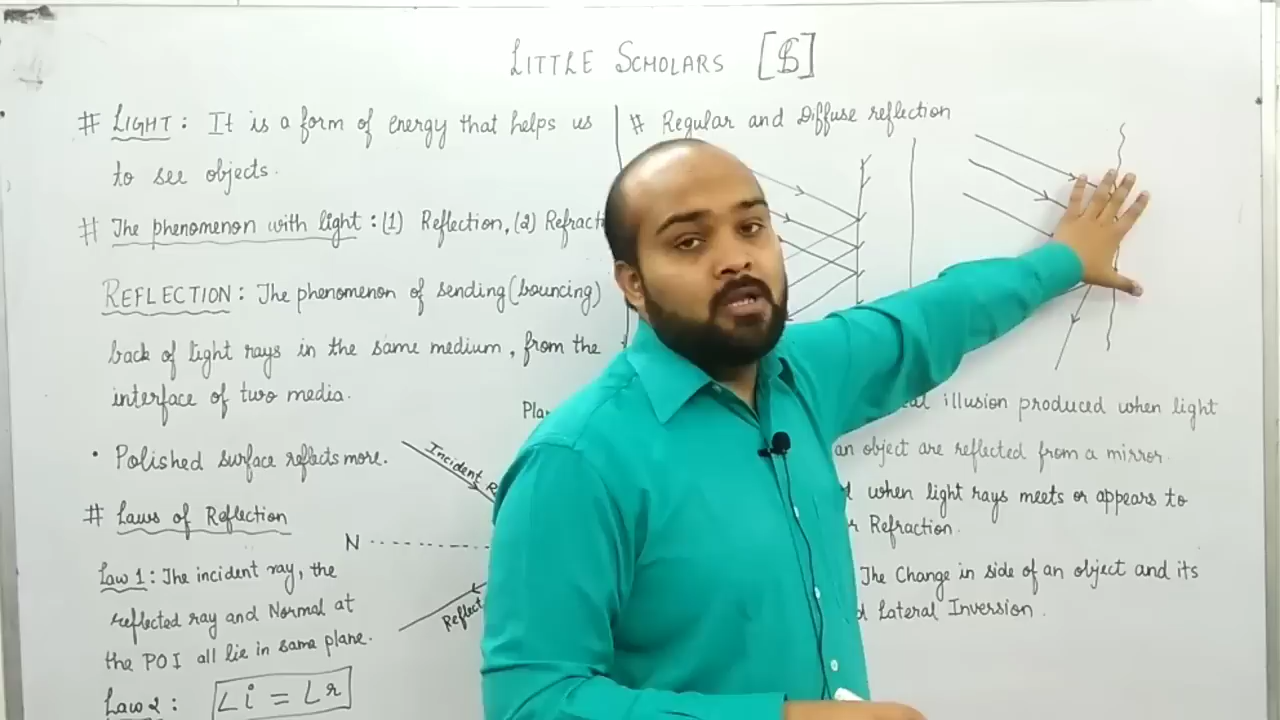 LITTLE SCHOLARS [S]
# LIGHT: It is a form of energy that helps us
to see objects.
# The phenomenon with light: (1) Reflection, (2)
REFLECTION: The phenomenon of sending (bouncing)
back of light rays in the same medium, from the
interface of two media.
• Polished surface reflects more.
# Laws of Reflection
Law 1: The incident ray, the
reflected ray and Normal at
the POI all lie in same plane.
Law 2: ∠i = ∠r
Incident
N
# Regular and Diffuse reflection
illusion produced when light
an object are reflected from a mirror.
when light rays meets or appears to
Refraction.
The Change in side of an object and its
Lateral Inversion.